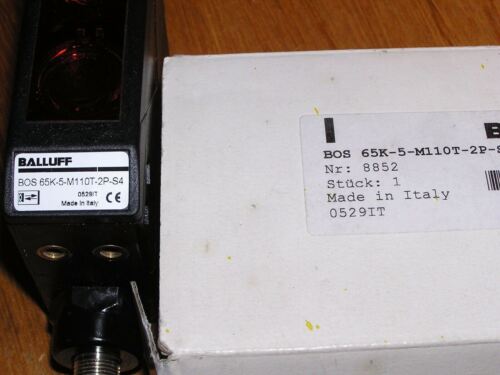 BALLUFF
BOS 65K-5-M110T-2P-S4
0529IT
Made in Italy
CE
BOS 65K-5-M110T-2P-S
Nr: 8852
Stück: 1
Made in Italy
0529IT